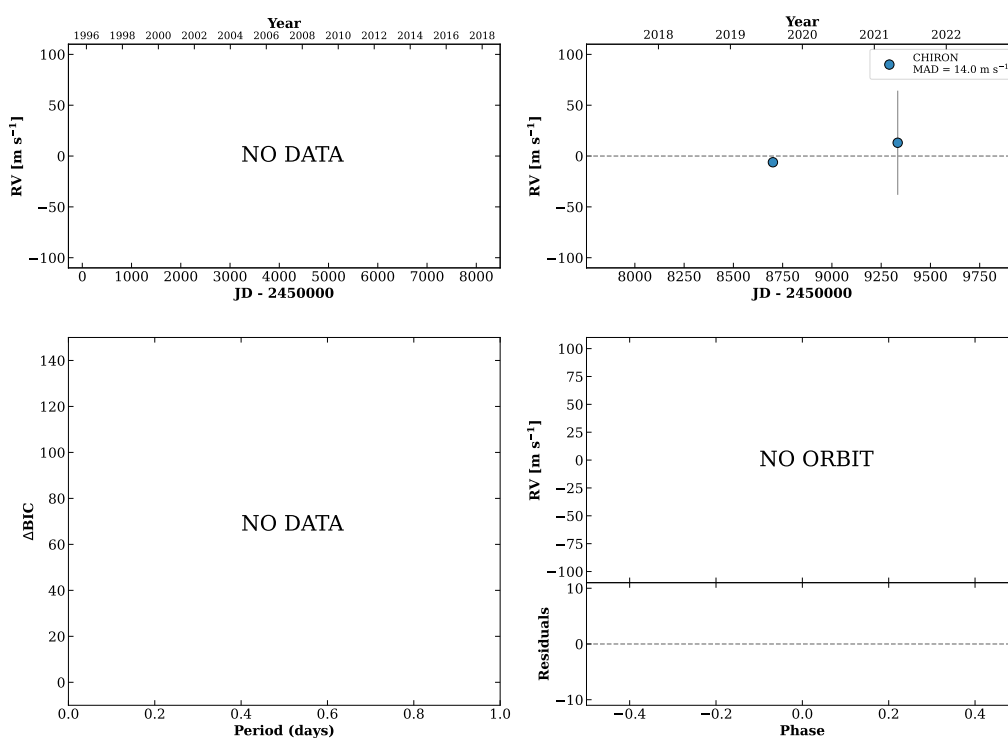 Year
1996 1998 2000 2002 2004 2006 2008 2010 2012 2014 2016 2018
100
50
0
−50
−100
RV [m s⁻¹]
NO DATA
0 1000 2000 3000 4000 5000 6000 7000 8000
JD - 2450000
Year
2018 2019 2020 2021 2022
CHIRON
MAD = 14.0 m s⁻¹
100
50
0
−50
−100
RV [m s⁻¹]
8000 8250 8500 8750 9000 9250 9500 9750
JD - 2450000
140
120
100
80
60
40
20
0
ΔBIC
NO DATA
0.0 0.2 0.4 0.6 0.8 1.0
Period (days)
100
75
50
25
0
−25
−50
−75
−100
RV [m s⁻¹]
NO ORBIT
10
0
−10
Residuals
−0.4 −0.2 0.0 0.2 0.4
Phase